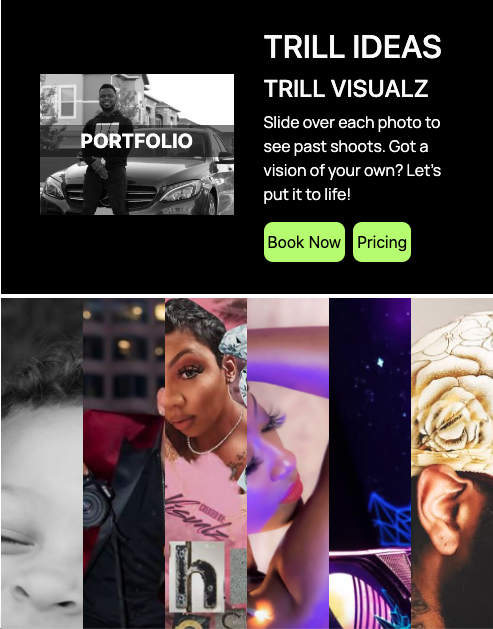 TRILL IDEAS
TRILL VISUALZ
PORTFOLIO
Slide over each photo to
see past shoots. Got a
vision of your own? Let's
put it to life!
Book Now Pricing
Visualz
h